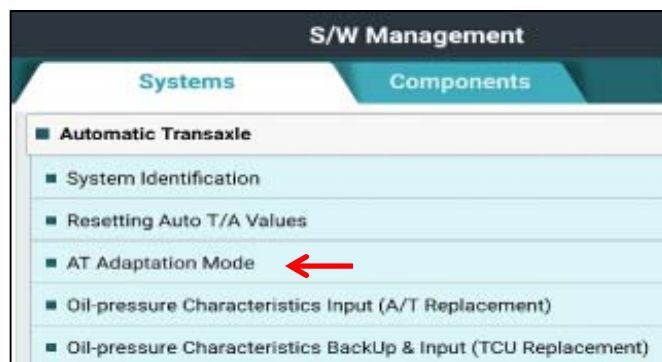 S/W Management
Systems
Components
Automatic Transaxle
System Identification
Resetting Auto T/A Values
AT Adaptation Mode
Oil-pressure Characteristics Input (A/T Replacement)
Oil-pressure Characteristics BackUp & Input (TCU Replacement)